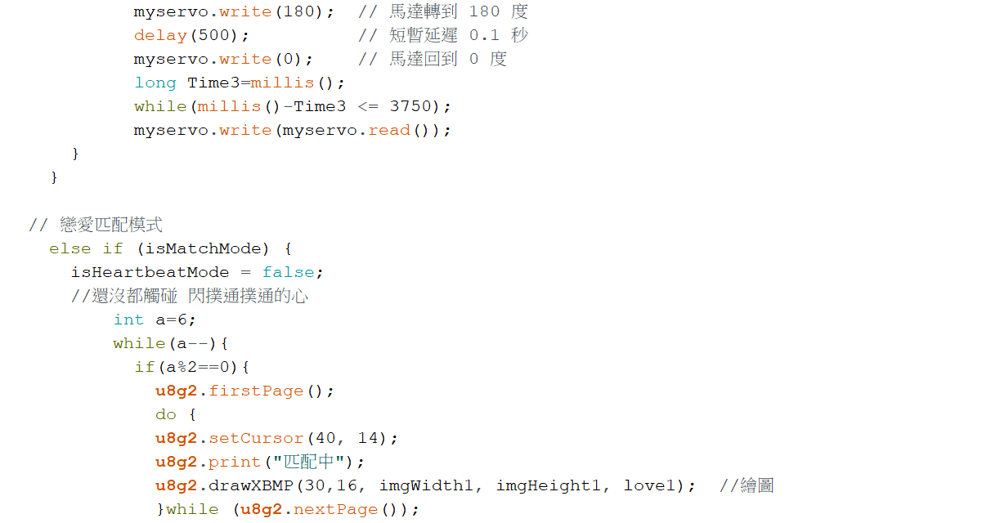 myservo.write(180);  // 馬達轉到 180 度
delay(500);          // 短暫延遲 0.1 秒
myservo.write(0);    // 馬達回到 0 度
long Time3=millis();
while(millis()-Time3 <= 3750);
myservo.write(myservo.read());
}
}
// 戀愛匹配模式
else if (isMatchMode) {
isHeartbeatMode = false;
//還沒都觸碰 閃撲通撲通的心
int a=6;
while(a--){
if(a%2==0){
u8g2.firstPage();
do {
u8g2.setCursor(40, 14);
u8g2.print("匹配中");
u8g2.drawXBMP(30,16, imgWidth1, imgHeight1, love1);  //繪圖
}while (u8g2.nextPage());